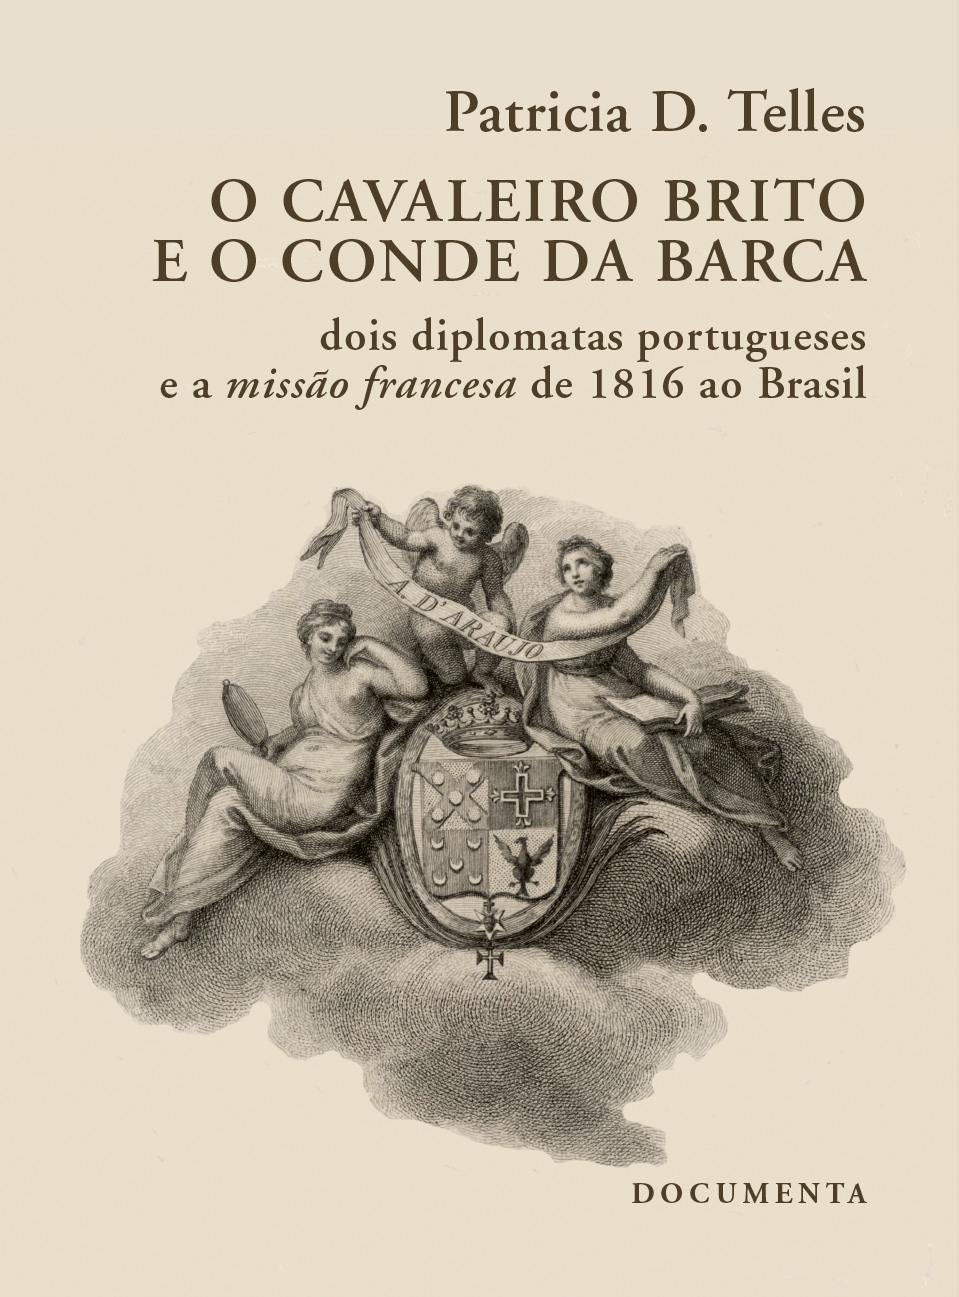 Patricia D. Telles
O CAVALEIRO BRITO
E O CONDE DA BARCA
dois diplomatas portugueses
e a missão francesa de 1816 ao Brasil
A. D'ARAUJO
DOCUMENTA